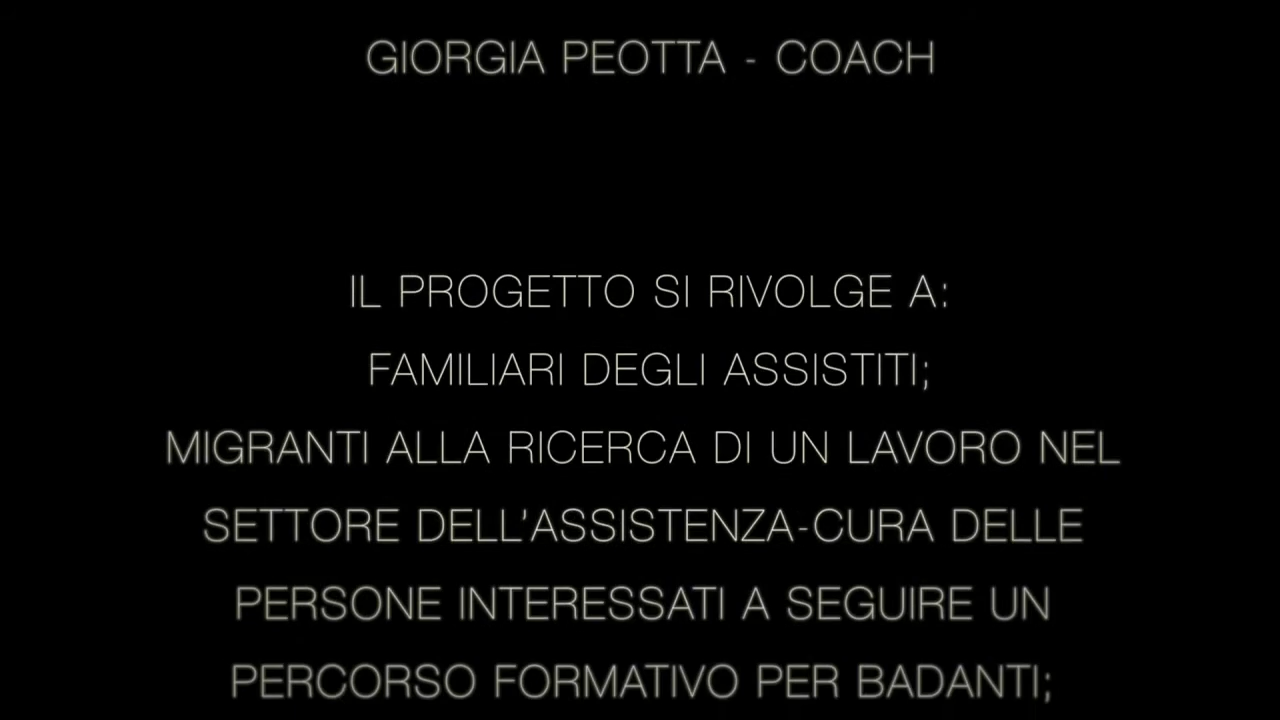 GIORGIA PEOTTA - COACH
IL PROGETTO SI RIVOLGE A:
FAMILIARI DEGLI ASSISTITI;
MIGRANTI ALLA RICERCA DI UN LAVORO NEL
SETTORE DELL'ASSISTENZA-CURA DELLE
PERSONE INTERESSATI A SEGUIRE UN
PERCORSO FORMATIVO PER BADANTI;